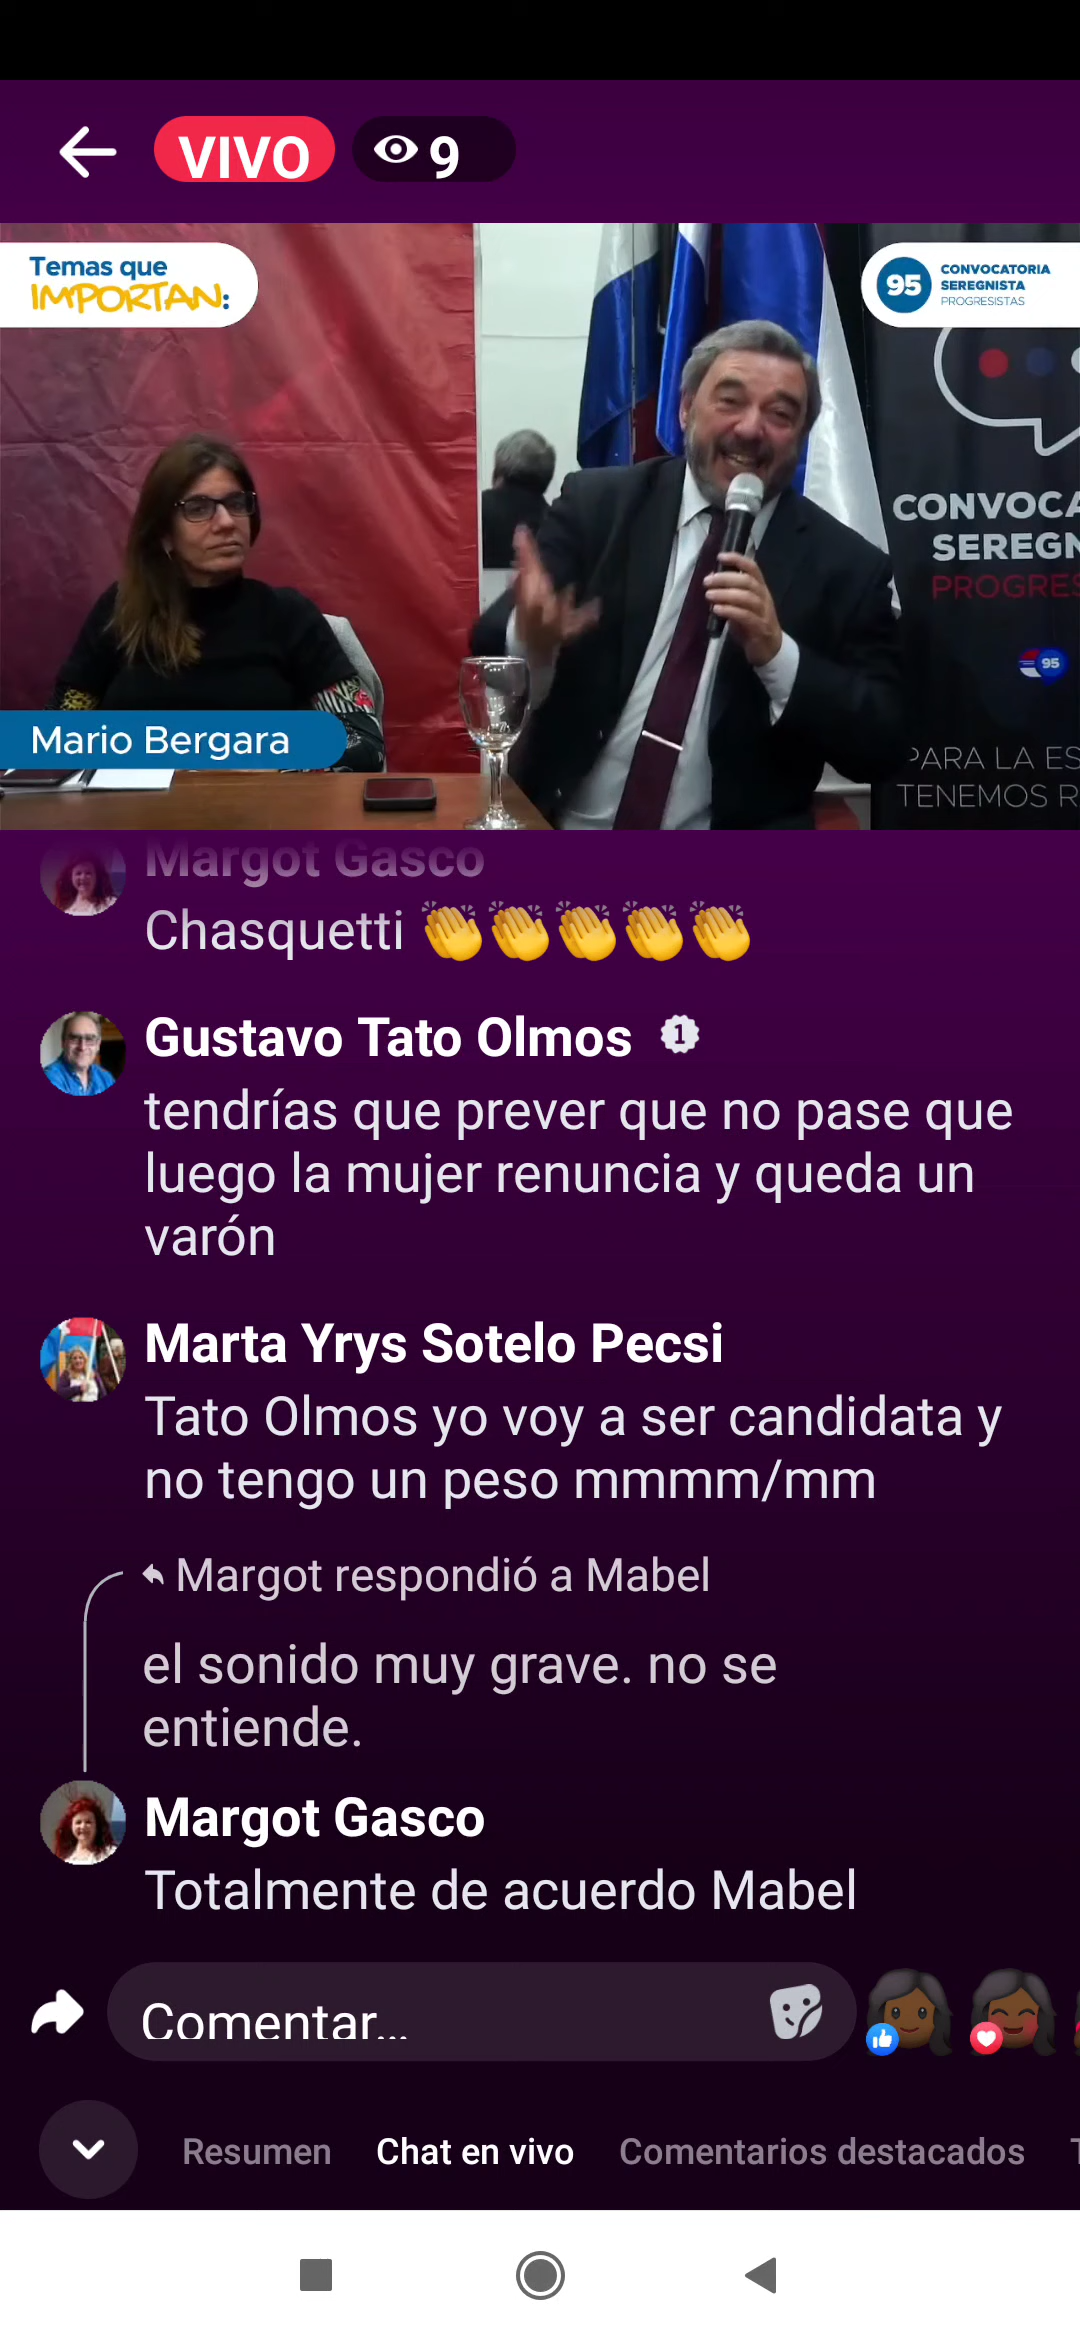 VIVO
9
Temas que
IMPORTAN:
95
CONVOCATORIA
SEREGNISTA
PROGRESISTAS
CONVOCA
SEREGN
PROGRES
95
PARA LA ES
TENEMOS R
Mario Bergara
Margot Gasco
Chasquetti 👏👏👏👏👏
Gustavo Tato Olmos 1
tendrías que prever que no pase que
luego la mujer renuncia y queda un
varón
Marta Yrys Sotelo Pecsi
Tato Olmos yo voy a ser candidata y
no tengo un peso mmmm/mm
Margot respondió a Mabel
el sonido muy grave. no se
entiende.
Margot Gasco
Totalmente de acuerdo Mabel
Comentar...
Resumen
Chat en vivo
Comentarios destacados
T